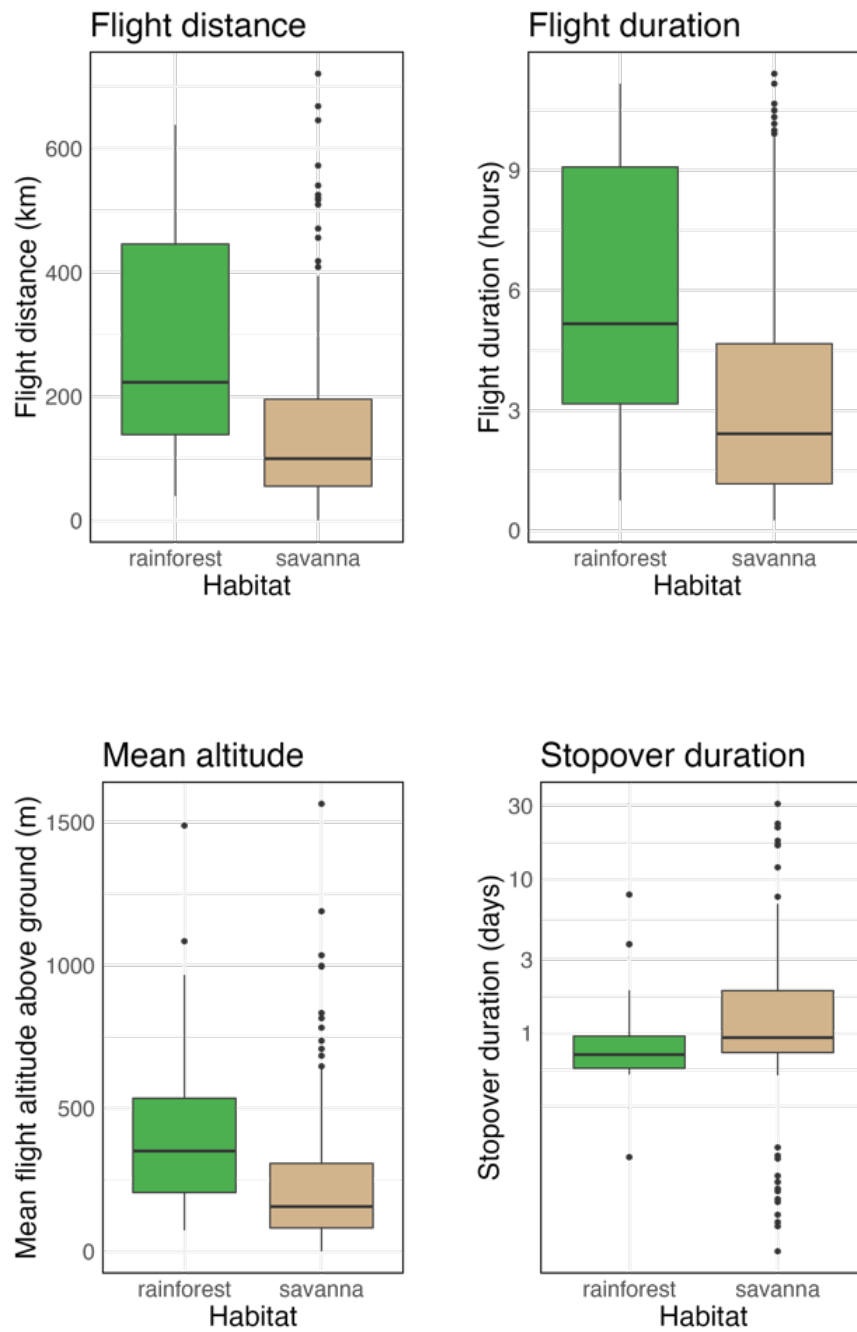 Flight distance
Flight distance (km)
600
400
200
0
rainforest savanna
Habitat
Flight duration
Flight duration (hours)
9
6
3
0
rainforest savanna
Habitat
Mean altitude
Mean flight altitude above ground (m)
1500
1000
500
0
rainforest savanna
Habitat
Stopover duration
Stopover duration (days)
30
10
3
1
rainforest savanna
Habitat